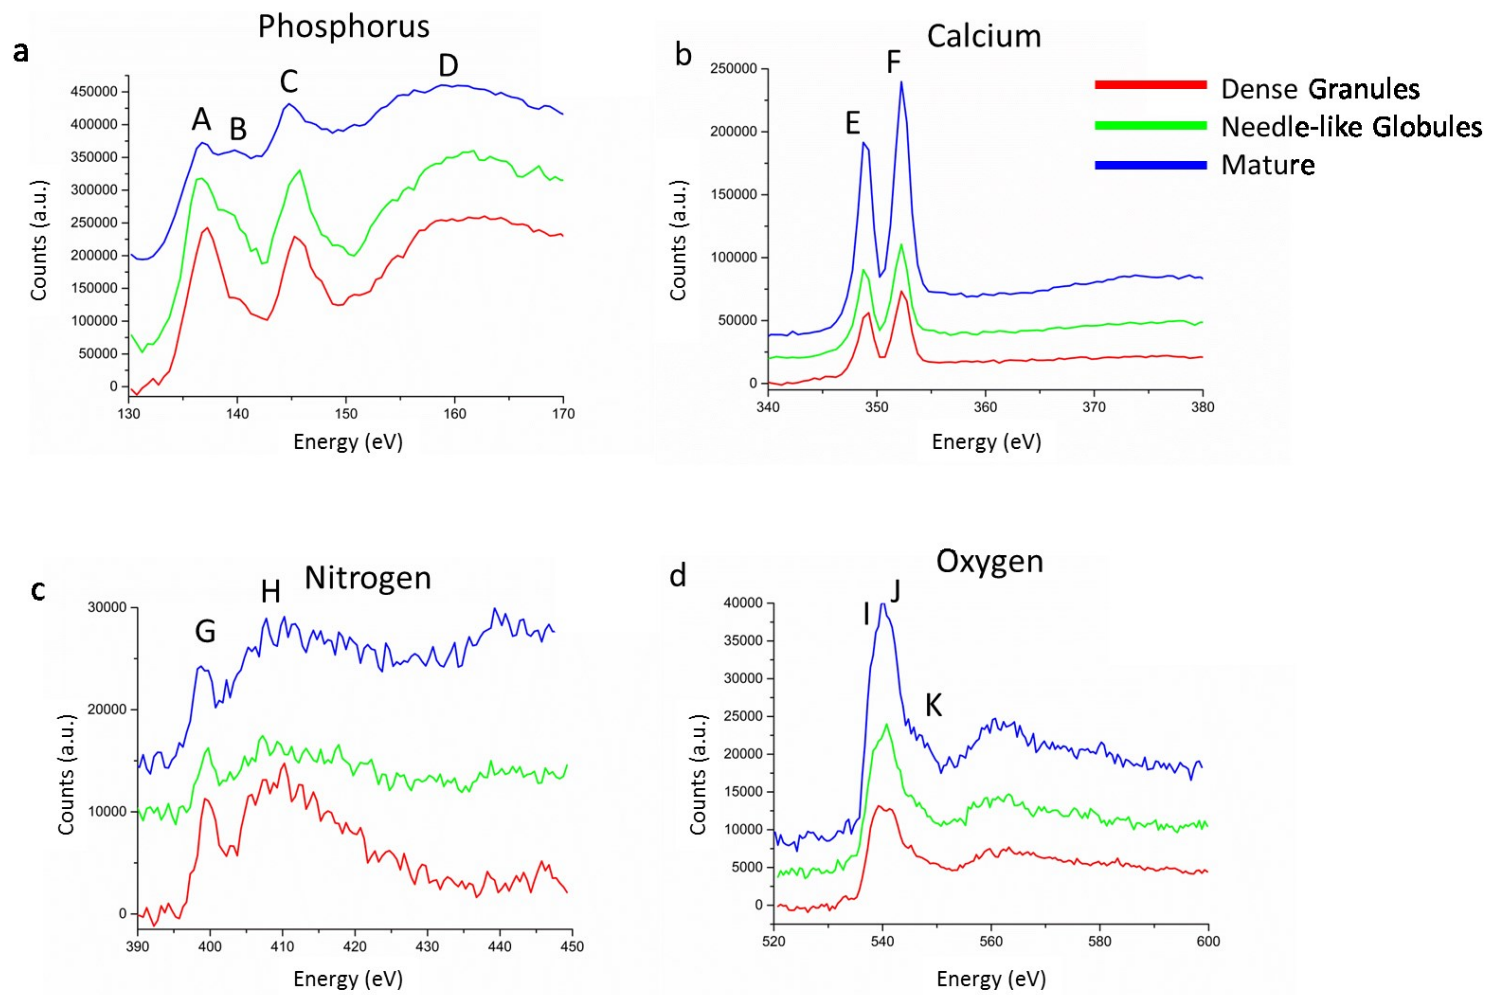 Phosphorus
a
A
B
C
D
450000
400000
350000
300000
250000
200000
150000
100000
50000
0
130
140
150
160
170
Counts (a.u.)
Energy (eV)
Calcium
b
E
F
250000
200000
150000
100000
50000
0
340
350
360
370
380
Counts (a.u.)
Energy (eV)
Dense Granules
Needle-like Globules
Mature
Nitrogen
c
G
H
30000
20000
10000
0
390
400
410
420
430
440
450
Counts (a.u.)
Energy (eV)
Oxygen
d
I
J
K
40000
35000
30000
25000
20000
15000
10000
5000
0
520
540
560
580
600
Counts (a.u.)
Energy (eV)